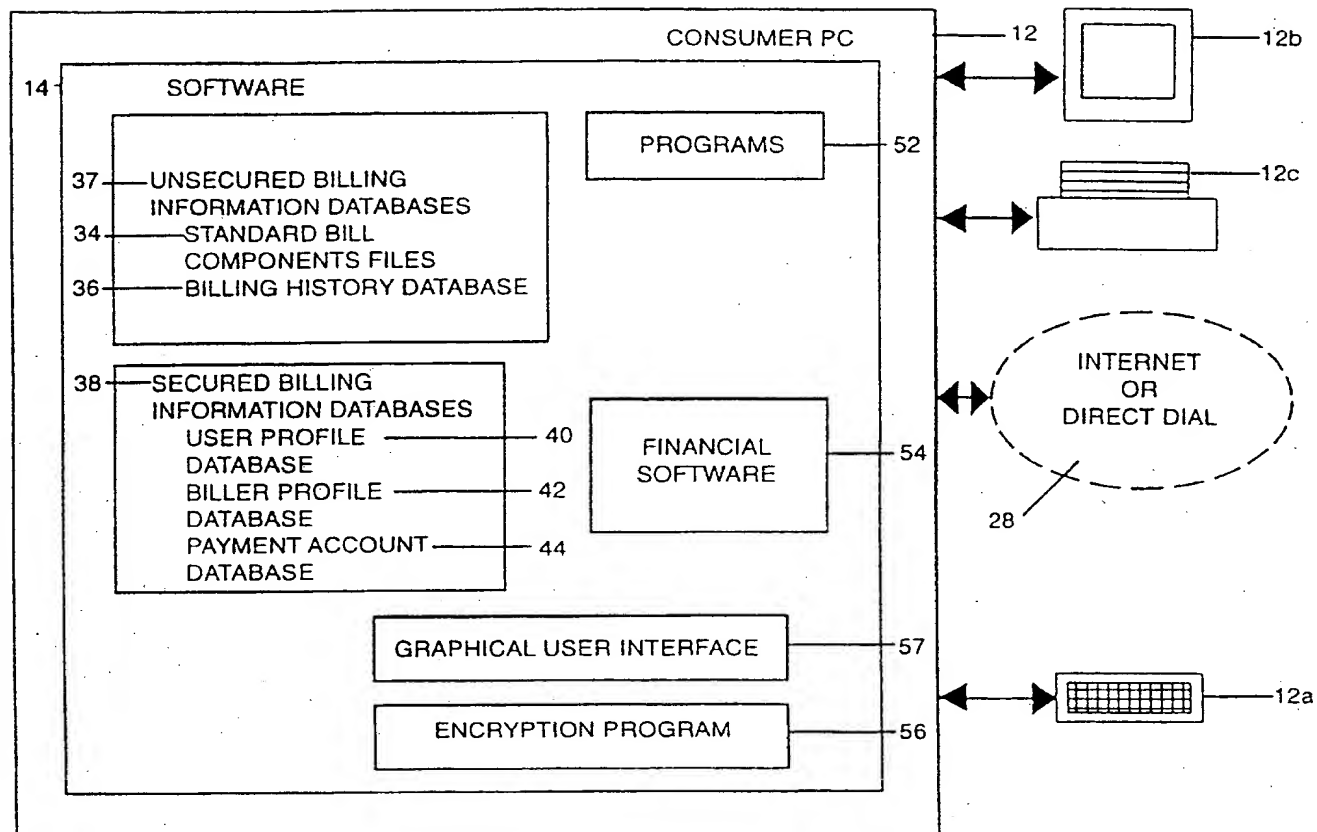 CONSUMER PC
12
12b
14
SOFTWARE
PROGRAMS
52
12c
37
UNSECURED BILLING
INFORMATION DATABASES
34
STANDARD BILL
COMPONENTS FILES
36
BILLING HISTORY DATABASE
INTERNET
OR
DIRECT DIAL
28
38
SECURED BILLING
INFORMATION DATABASES
USER PROFILE
40
DATABASE
BILLER PROFILE
42
DATABASE
PAYMENT ACCOUNT
44
DATABASE
FINANCIAL
SOFTWARE
54
GRAPHICAL USER INTERFACE
57
12a
ENCRYPTION PROGRAM
56